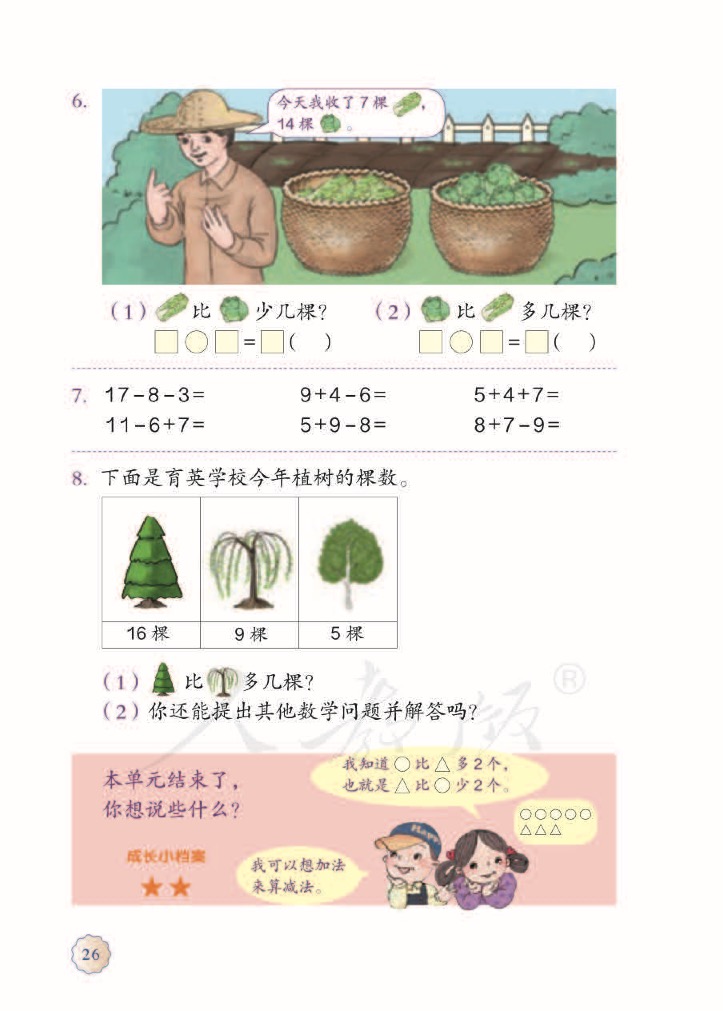 6.
今天我收了7棵 ,
14棵 。
(1) 比 少几棵?
(2) 比 多几棵?
□○□=□( )
□○□=□( )
7. 17-8-3= 9+4-6= 5+4+7=
11-6+7= 5+9-8= 8+7-9=
8. 下面是育英学校今年植树的棵数。
16棵 9棵 5棵
(1) 比 多几棵?
(2) 你还能提出其他数学问题并解答吗?
人教版®
本单元结束了,
你想说些什么?
我知道○比△多2个,
也就是△比○少2个。
○○○○○
△△△
成长小档案
★★
我可以想加法
来算减法。
26